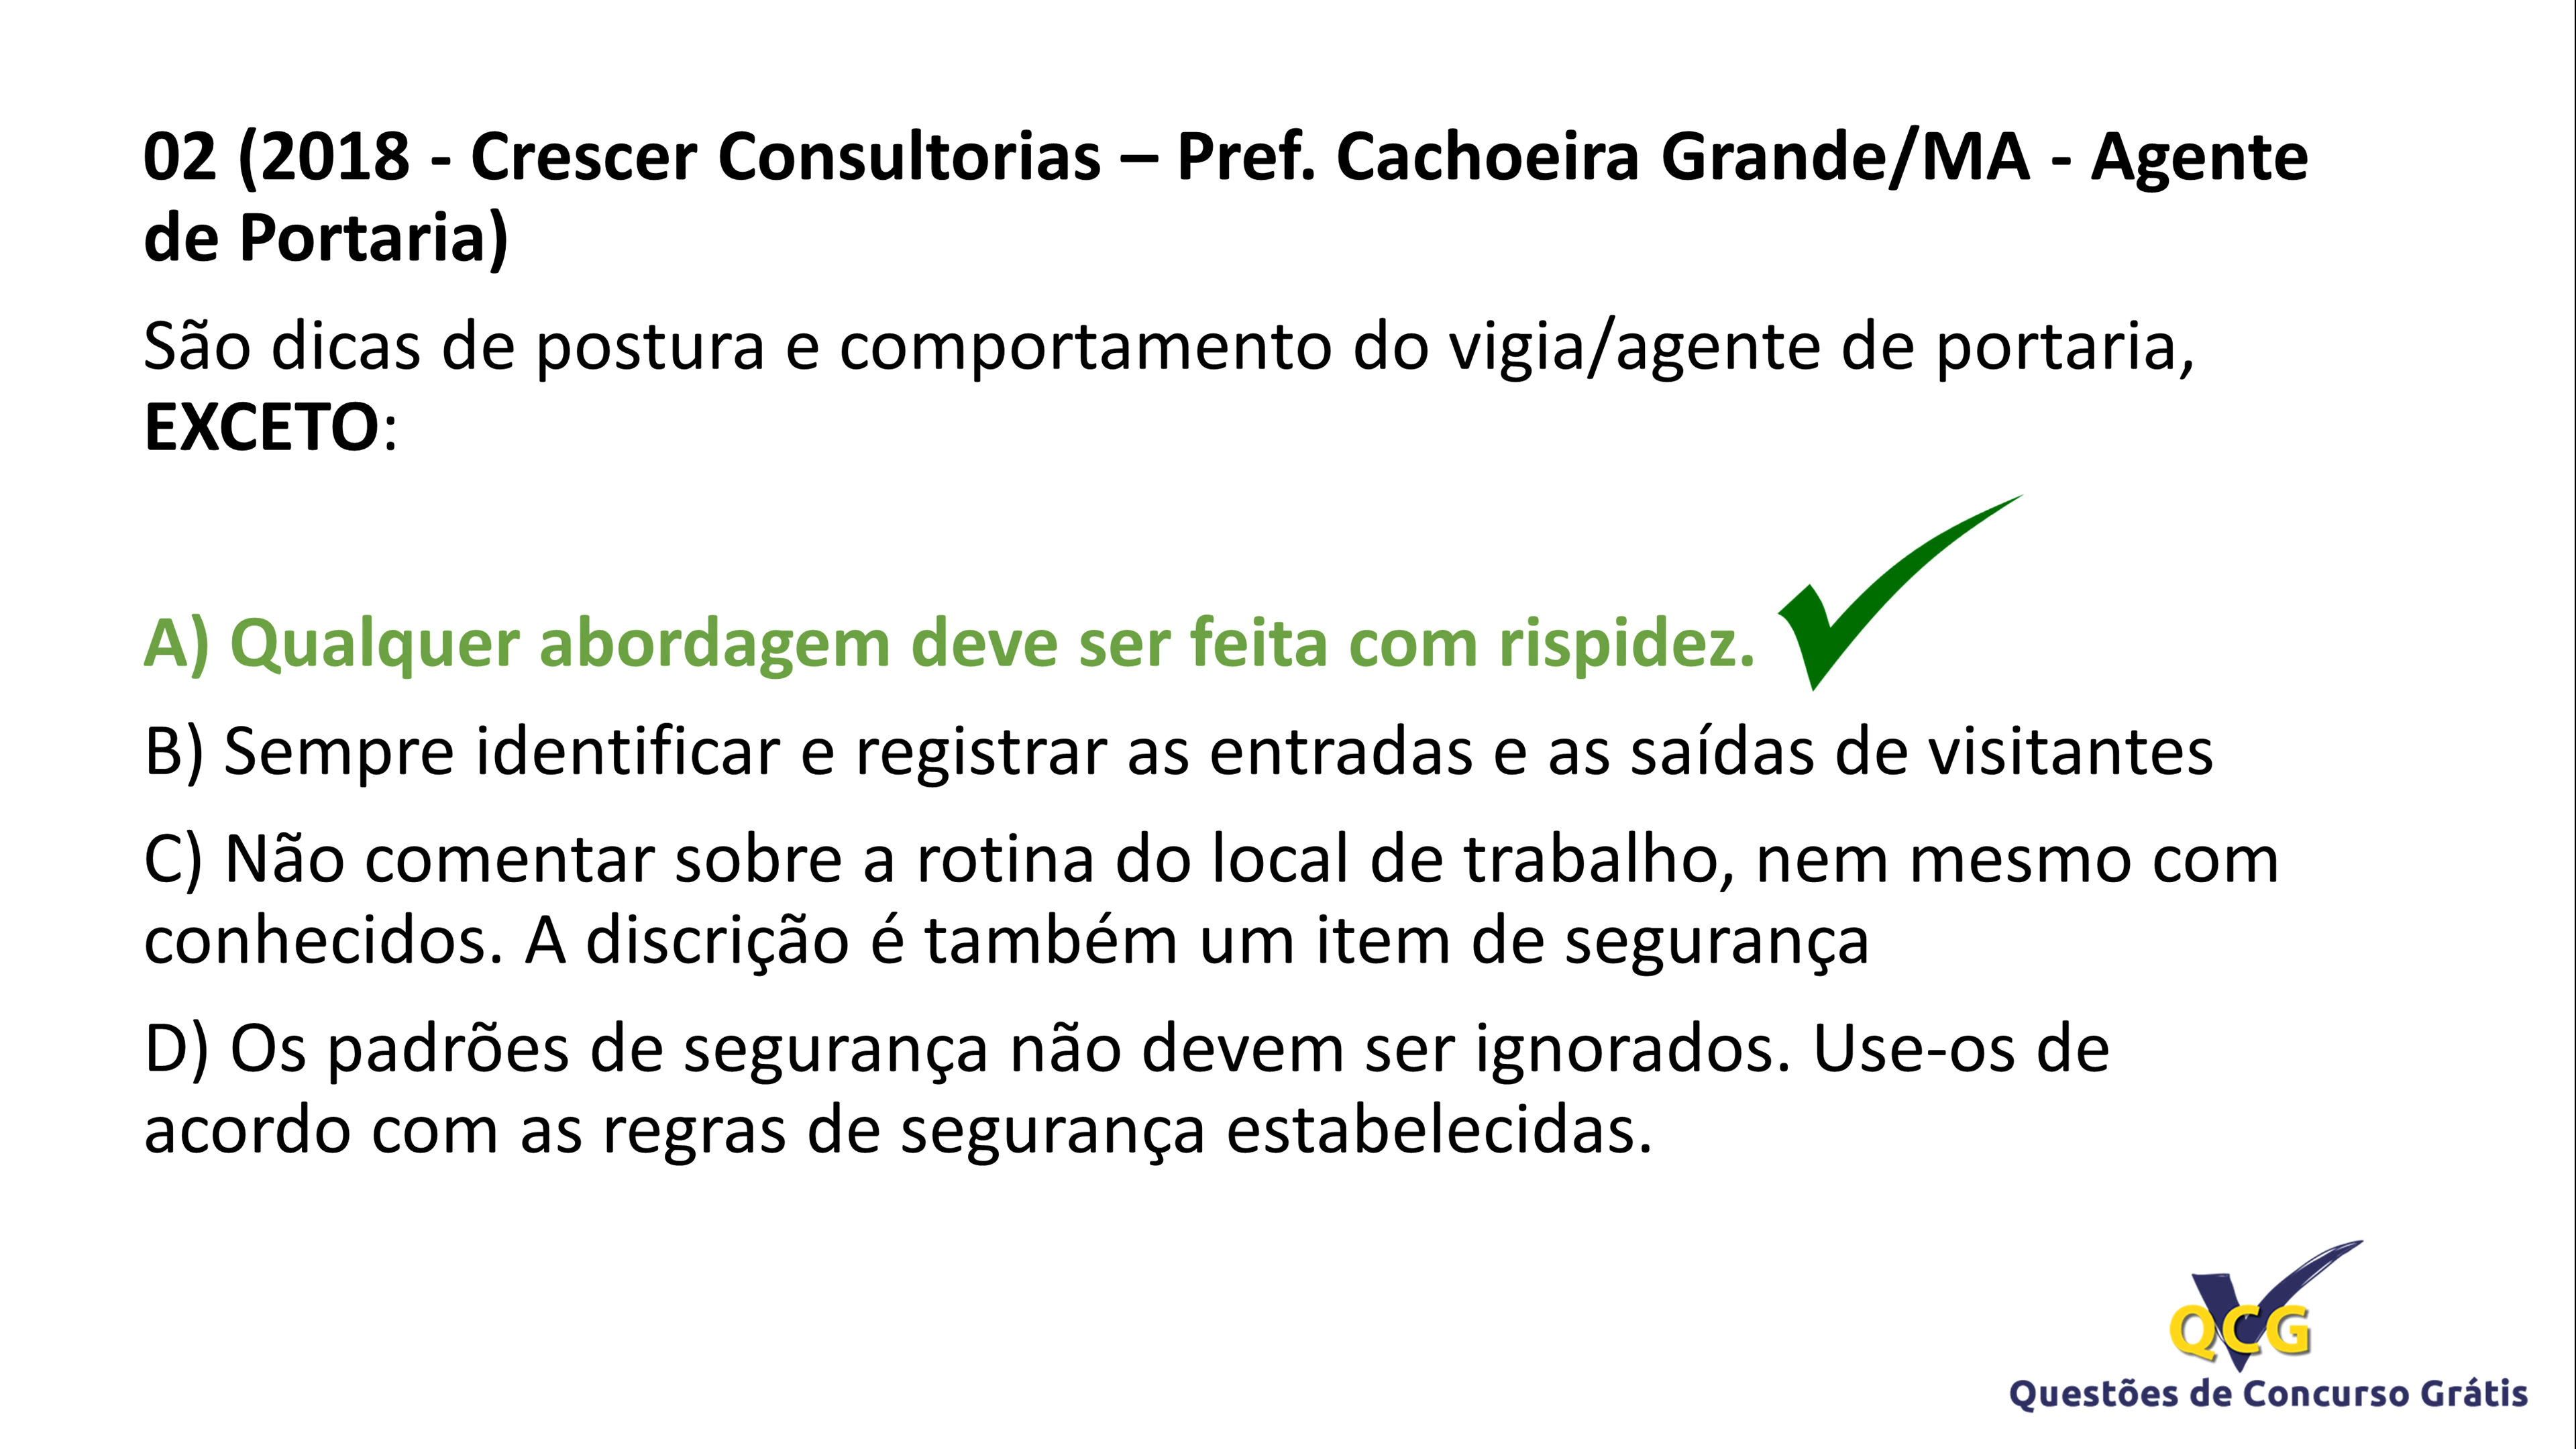 02 (2018 - Crescer Consultorias – Pref. Cachoeira Grande/MA - Agente
de Portaria)
São dicas de postura e comportamento do vigia/agente de portaria,
EXCETO:
A) Qualquer abordagem deve ser feita com rispidez.
B) Sempre identificar e registrar as entradas e as saídas de visitantes
C) Não comentar sobre a rotina do local de trabalho, nem mesmo com
conhecidos. A discrição é também um item de segurança
D) Os padrões de segurança não devem ser ignorados. Use-os de
acordo com as regras de segurança estabelecidas.
QCG
Questões de Concurso Grátis